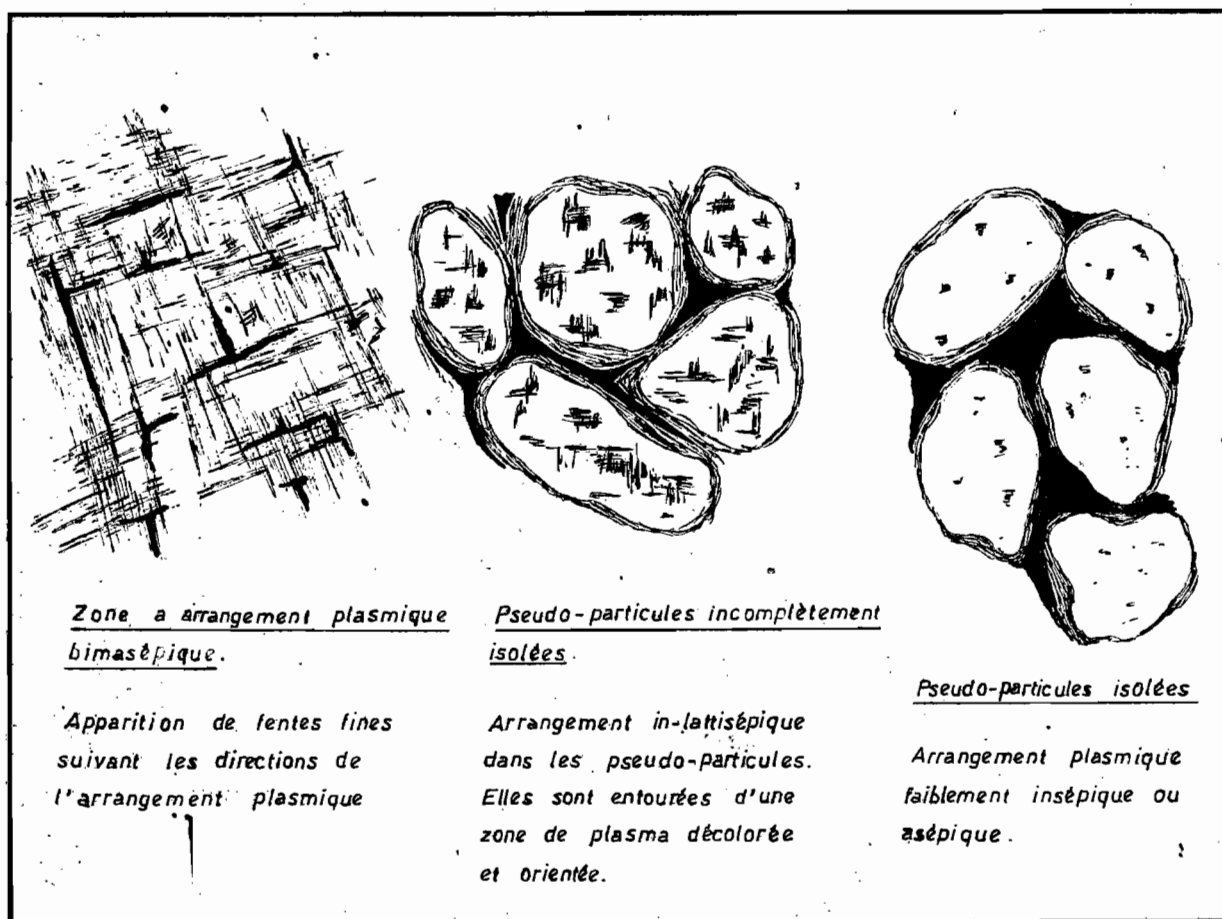 Zone a arrangement plasmique
bimasépique.
Apparition de fentes fines
suivant les directions de
l'arrangement plasmique
Pseudo-particules incomplètement
isolées.
Arrangement in-lattisépique
dans les pseudo-particules.
Elles sont entourées d'une
zone de plasma décolorée
et orientée.
Pseudo-particules isolées
Arrangement plasmique
faiblement insépique ou
asépique.